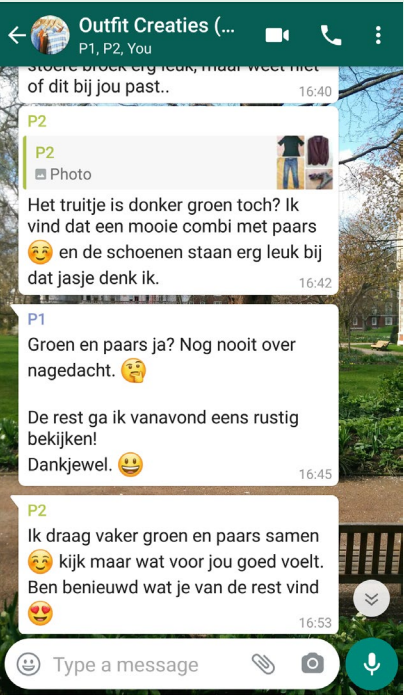 Outfit Creaties (...
P1, P2, You
stoere broek erg leuk, maar weet niet
of dit bij jou past..
16:40
P2
P2
Photo
Het truitje is donker groen toch? Ik
vind dat een mooie combi met paars
😊 en de schoenen staan erg leuk bij
dat jasje denk ik.
16:42
P1
Groen en paars ja? Nog nooit over
nagedacht. 🤔
De rest ga ik vanavond eens rustig
bekijken!
Dankjewel. 😃
16:45
P2
Ik draag vaker groen en paars samen
😊 kijk maar wat voor jou goed voelt.
Ben benieuwd wat je van de rest vind
😍
16:53
Type a message